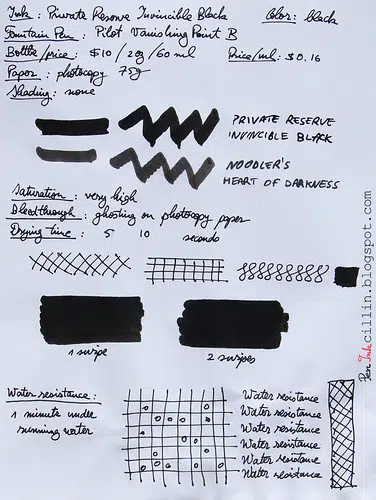 Ink: Private Reserve Invincible Black Color: black
Fountain Pen: Pilot Vanishing Point B
Bottle/price: $10 / 20g/60 ml Price/ml: $0.16
Paper: photocopy 75g
Shading: none
PRIVATE RESERVE
INVINCIBLE BLACK
NOODLER'S
HEART OF DARKNESS
Saturation: very high
Bleedthrough: ghosting on photocopy paper
Drying time: 5 10 seconds
1 swipe 2 swipes
Water resistance:
1 minute under
running water
Water resistance
Water resistance
Water resistance
Water resistance
Water resistance
Water resistance
Pen Ink cillin.blogspot.com